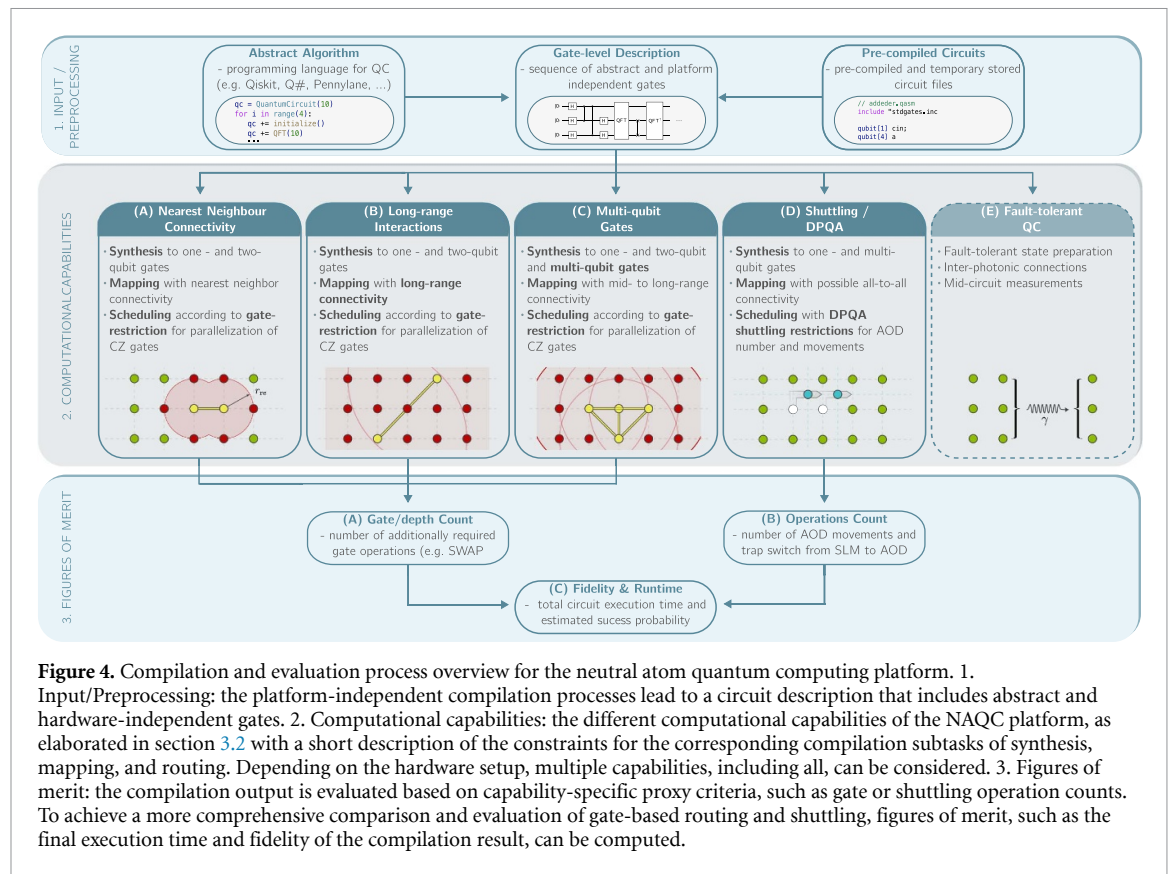 1. INPUT /
PREPROCESSING
Abstract Algorithm
- programming language for QC
(e.g. Qiskit, Q#, Pennylane, ...)
qc = QuantumCircuit(10)
for i in range(4):
qc += initialize()
qc += QFT(10)
...
Gate-level Description
- sequence of abstract and platform
independent gates
|0⟩ H QFT QFT' ...
|0⟩ H H
|0⟩ H H H
Pre-compiled Circuits
- pre-compiled and temporary stored
circuit files
// addeder.qasm
include "stdgates.inc
qubit[1] cin;
qubit[4] a
2. COMPUTATIONALCAPABILITIES
(A) Nearest Neighbour
Connectivity
· Synthesis to one - and two-
qubit gates
· Mapping with nearest neighbor
connectivity
· Scheduling according to gate-
restriction for parallelization of
CZ gates
r_re
(B) Long-range
Interactions
· Synthesis to one - and two-qubit
gates
· Mapping with long-range
connectivity
· Scheduling according to gate-
restriction for parallelization of
CZ gates
(C) Multi-qubit
Gates
· Synthesis to one - and two-qubit
and multi-qubit gates
· Mapping with mid- to long-range
connectivity
· Scheduling according to gate-
restriction for parallelization of
CZ gates
(D) Shuttling /
DPQA
· Synthesis to one - and multi-
qubit gates
· Mapping with possible all-to-all
connectivity
· Scheduling with DPQA
shuttling restrictions for AOD
number and movements
(E) Fault-tolerant
QC
· Fault-tolerant state preparation
· Inter-photonic connections
· Mid-circuit measurements
γ
3. FIGURES OF MERIT
(A) Gate/depth Count
- number of additionally required
gate operations (e.g. SWAP
(B) Operations Count
- number of AOD movements and
trap switch from SLM to AOD
(C) Fidelity & Runtime
- total circuit execution time and
estimated sucess probability
Figure 4. Compilation and evaluation process overview for the neutral atom quantum computing platform. 1.
Input/Preprocessing: the platform-independent compilation processes lead to a circuit description that includes abstract and
hardware-independent gates. 2. Computational capabilities: the different computational capabilities of the NAQC platform, as
elaborated in section 3.2 with a short description of the constraints for the corresponding compilation subtasks of synthesis,
mapping, and routing. Depending on the hardware setup, multiple capabilities, including all, can be considered. 3. Figures of
merit: the compilation output is evaluated based on capability-specific proxy criteria, such as gate or shuttling operation counts.
To achieve a more comprehensive comparison and evaluation of gate-based routing and shuttling, figures of merit, such as the
final execution time and fidelity of the compilation result, can be computed.